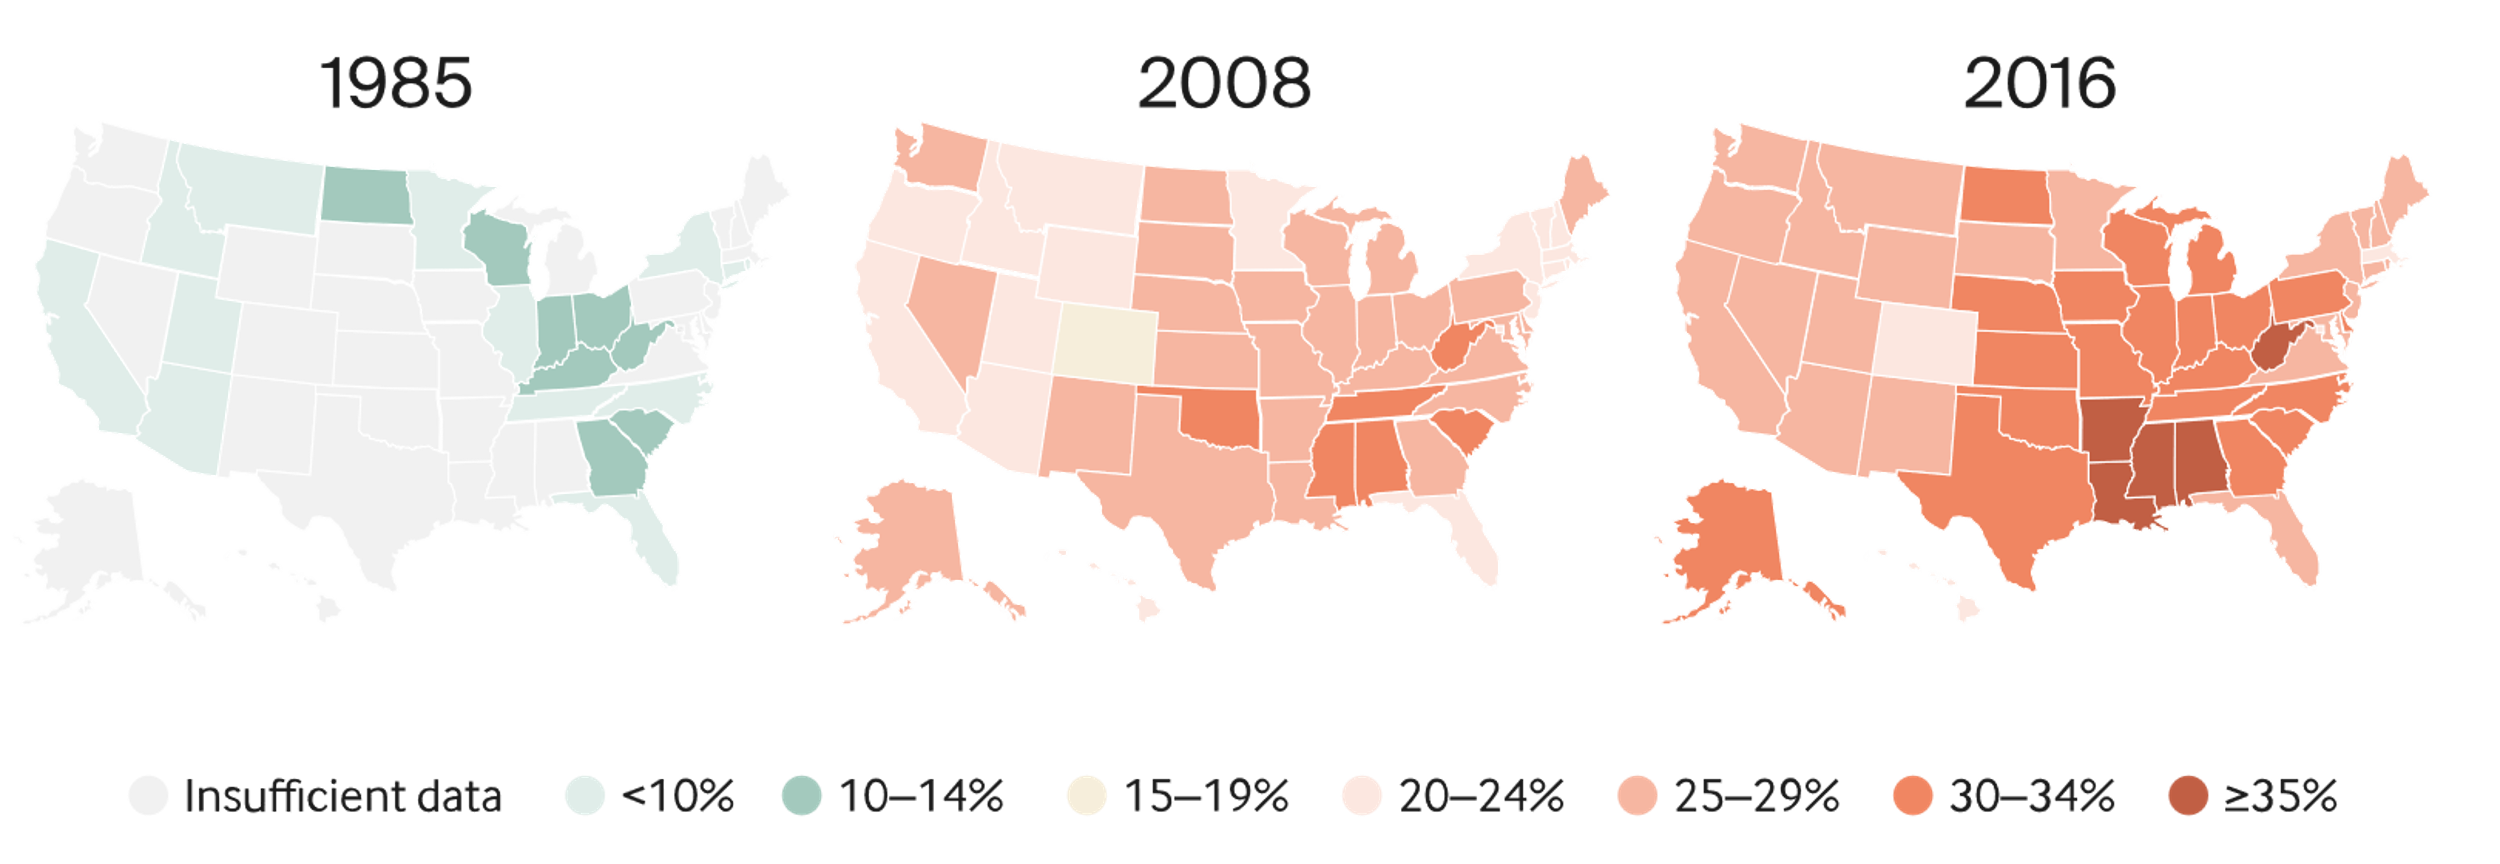 1985 2008 2016
Insufficient data <10% 10–14% 15–19% 20–24% 25–29% 30–34% ≥35%